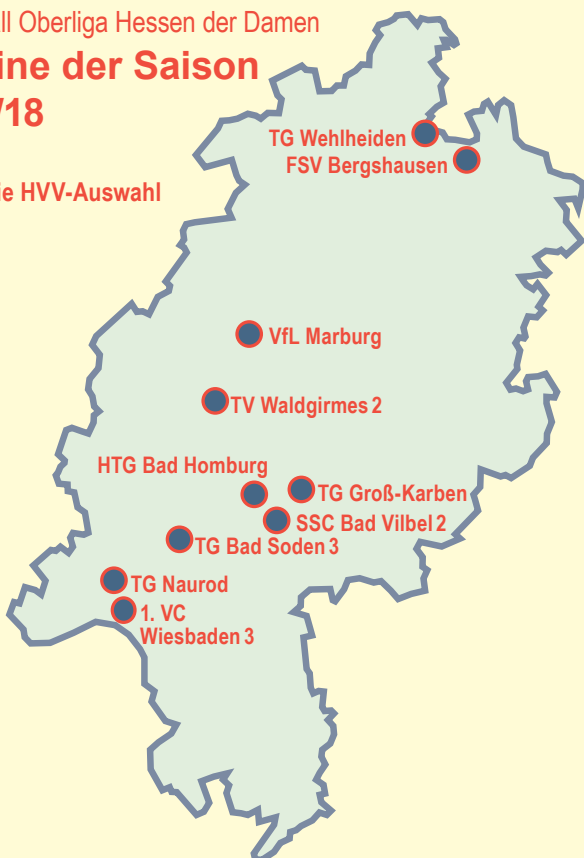 ll Oberliga Hessen der Damen
ine der Saison
/18
ie HVV-Auswahl
TG Wehlheiden
FSV Bergshausen
VfL Marburg
TV Waldgirmes 2
HTG Bad Homburg
TG Groß-Karben
SSC Bad Vilbel 2
TG Bad Soden 3
TG Naurod
1. VC
Wiesbaden 3